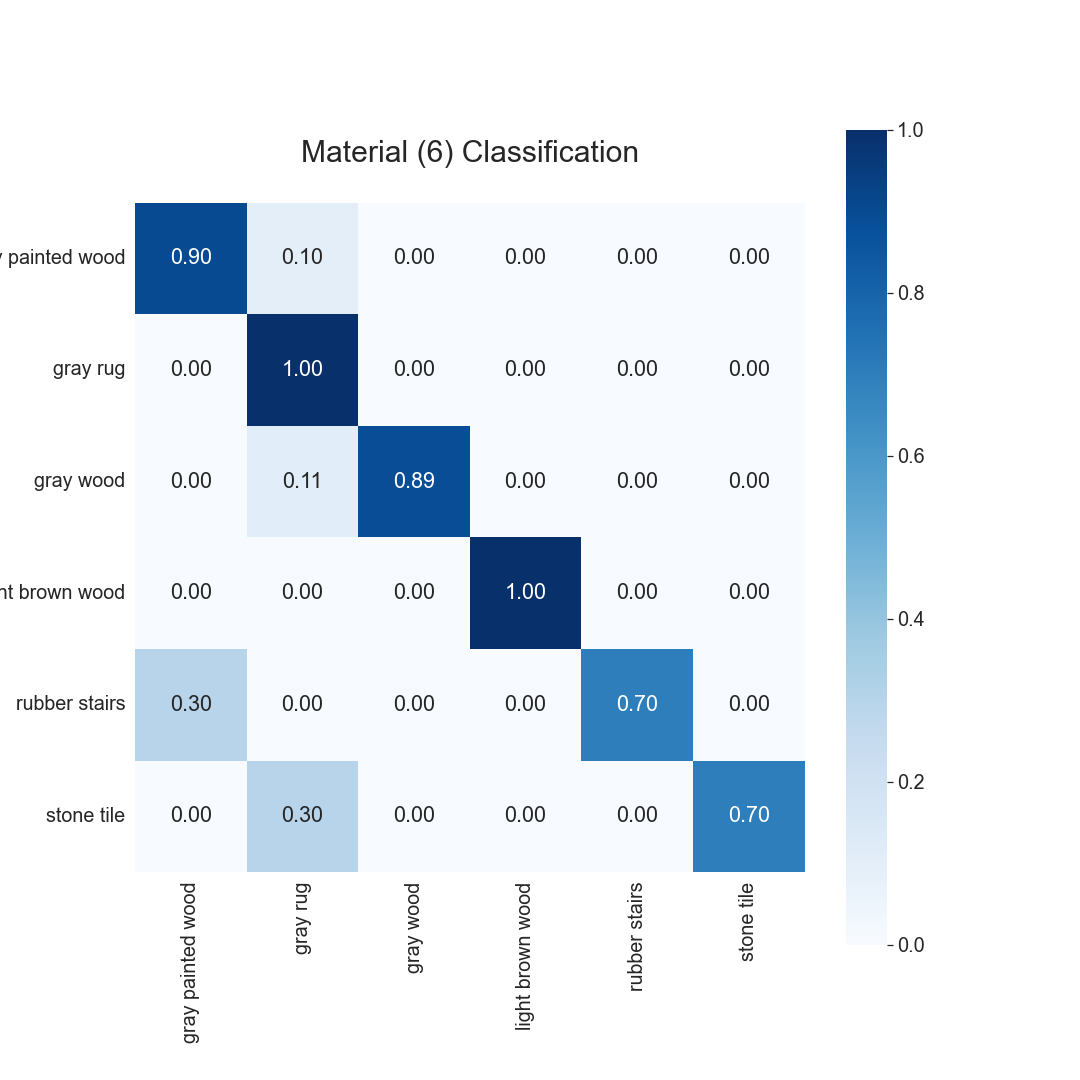 Material (6) Classification
1.0
painted wood 0.90 0.10 0.00 0.00 0.00 0.00
0.8
gray rug 0.00 1.00 0.00 0.00 0.00 0.00
gray wood 0.00 0.11 0.89 0.00 0.00 0.00
0.6
brown wood 0.00 0.00 0.00 1.00 0.00 0.00
0.4
rubber stairs 0.30 0.00 0.00 0.00 0.70 0.00
0.2
stone tile 0.00 0.30 0.00 0.00 0.00 0.70
0.0
gray painted wood
gray rug
gray wood
light brown wood
rubber stairs
stone tile